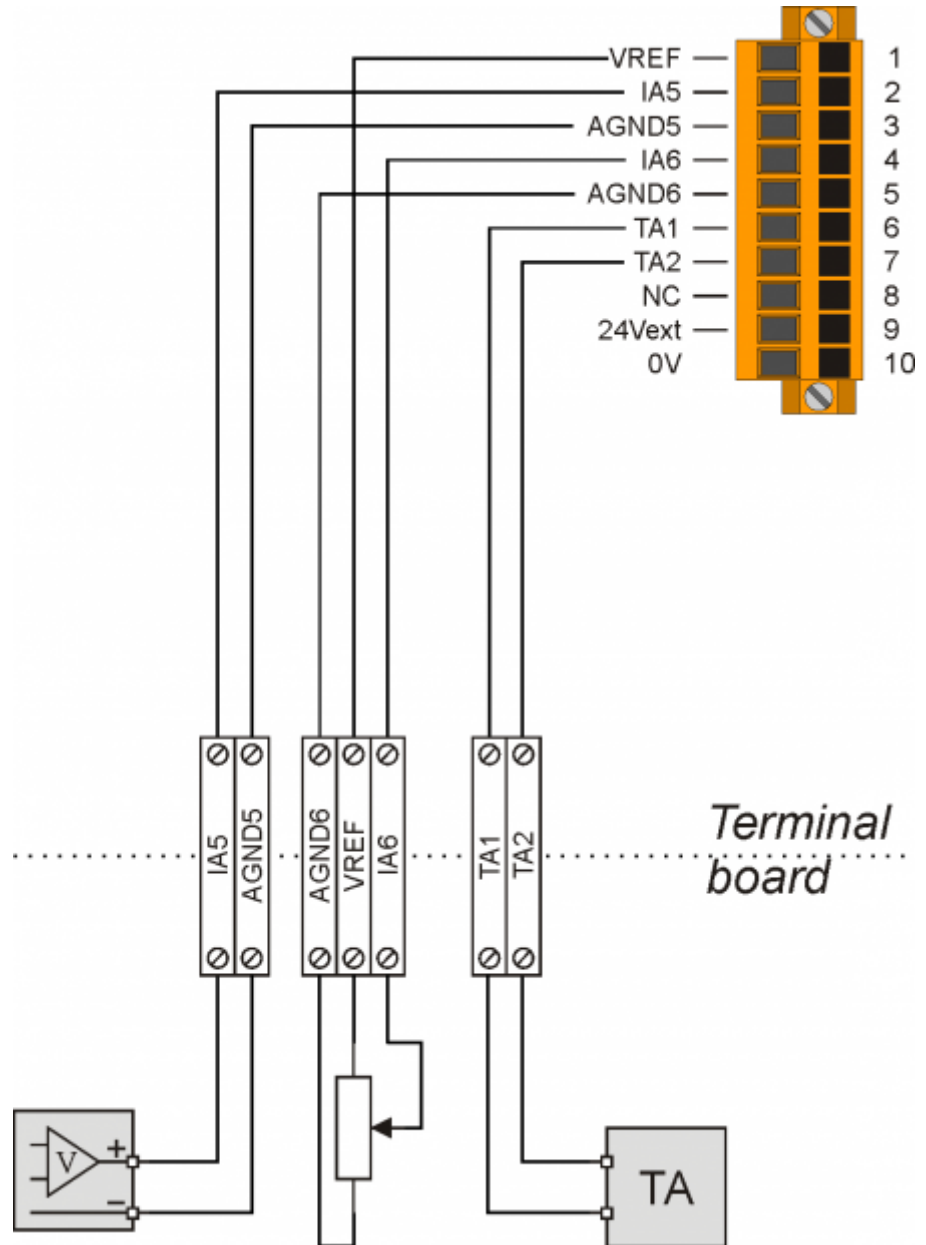 VREF 1
IA5 2
AGND5 3
IA6 4
AGND6 5
TA1 6
TA2 7
NC 8
24Vext 9
0V 10
IA5
AGND5
AGND6
VREF
IA6
TA1
TA2
Terminal
board
V + −
TA